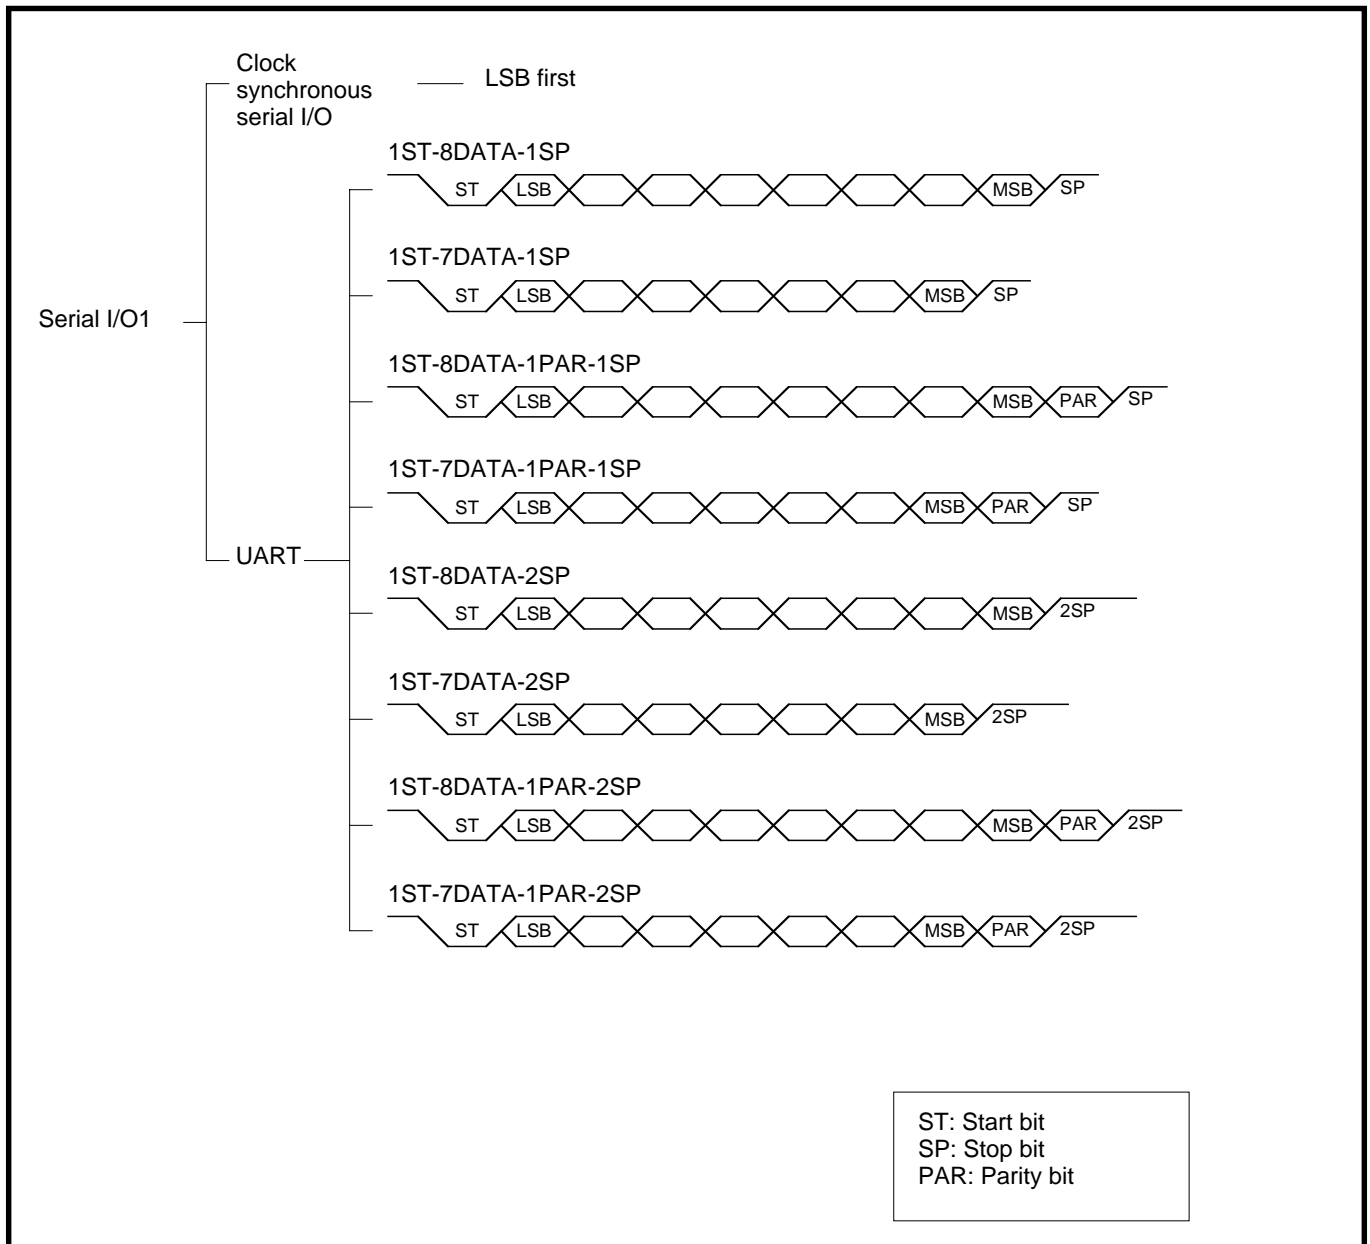 Clock
synchronous
serial I/O
LSB first
1ST-8DATA-1SP
ST LSB MSB SP
1ST-7DATA-1SP
ST LSB MSB SP
Serial I/O1
1ST-8DATA-1PAR-1SP
ST LSB MSB PAR SP
1ST-7DATA-1PAR-1SP
ST LSB MSB PAR SP
UART
1ST-8DATA-2SP
ST LSB MSB 2SP
1ST-7DATA-2SP
ST LSB MSB 2SP
1ST-8DATA-1PAR-2SP
ST LSB MSB PAR 2SP
1ST-7DATA-1PAR-2SP
ST LSB MSB PAR 2SP
ST: Start bit
SP: Stop bit
PAR: Parity bit